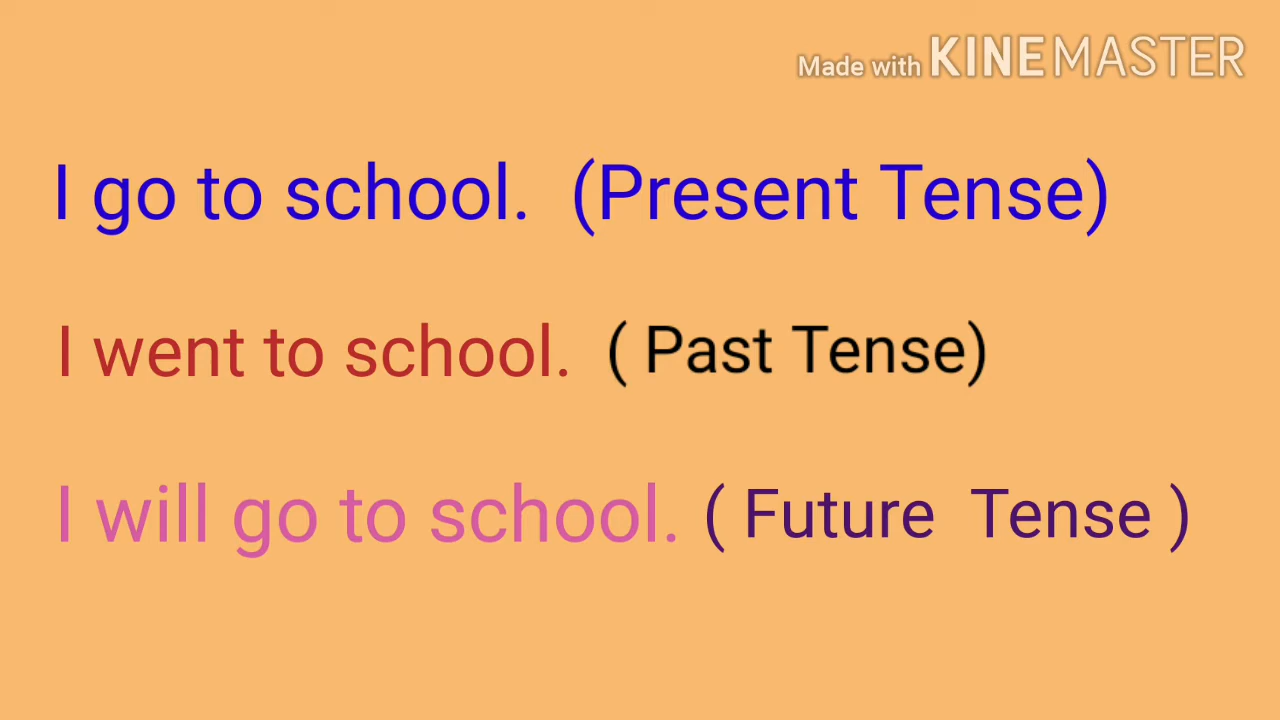 Made with KINEMASTER
I go to school. (Present Tense)
I went to school. ( Past Tense)
I will go to school. ( Future Tense )